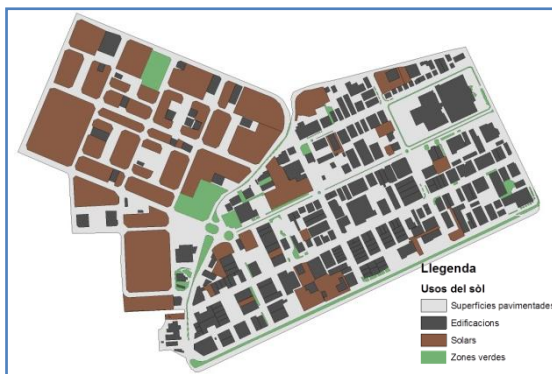 Llegenda
Usos del sòl
Superfícies pavimentades
Edificacions
Solars
Zones verdes